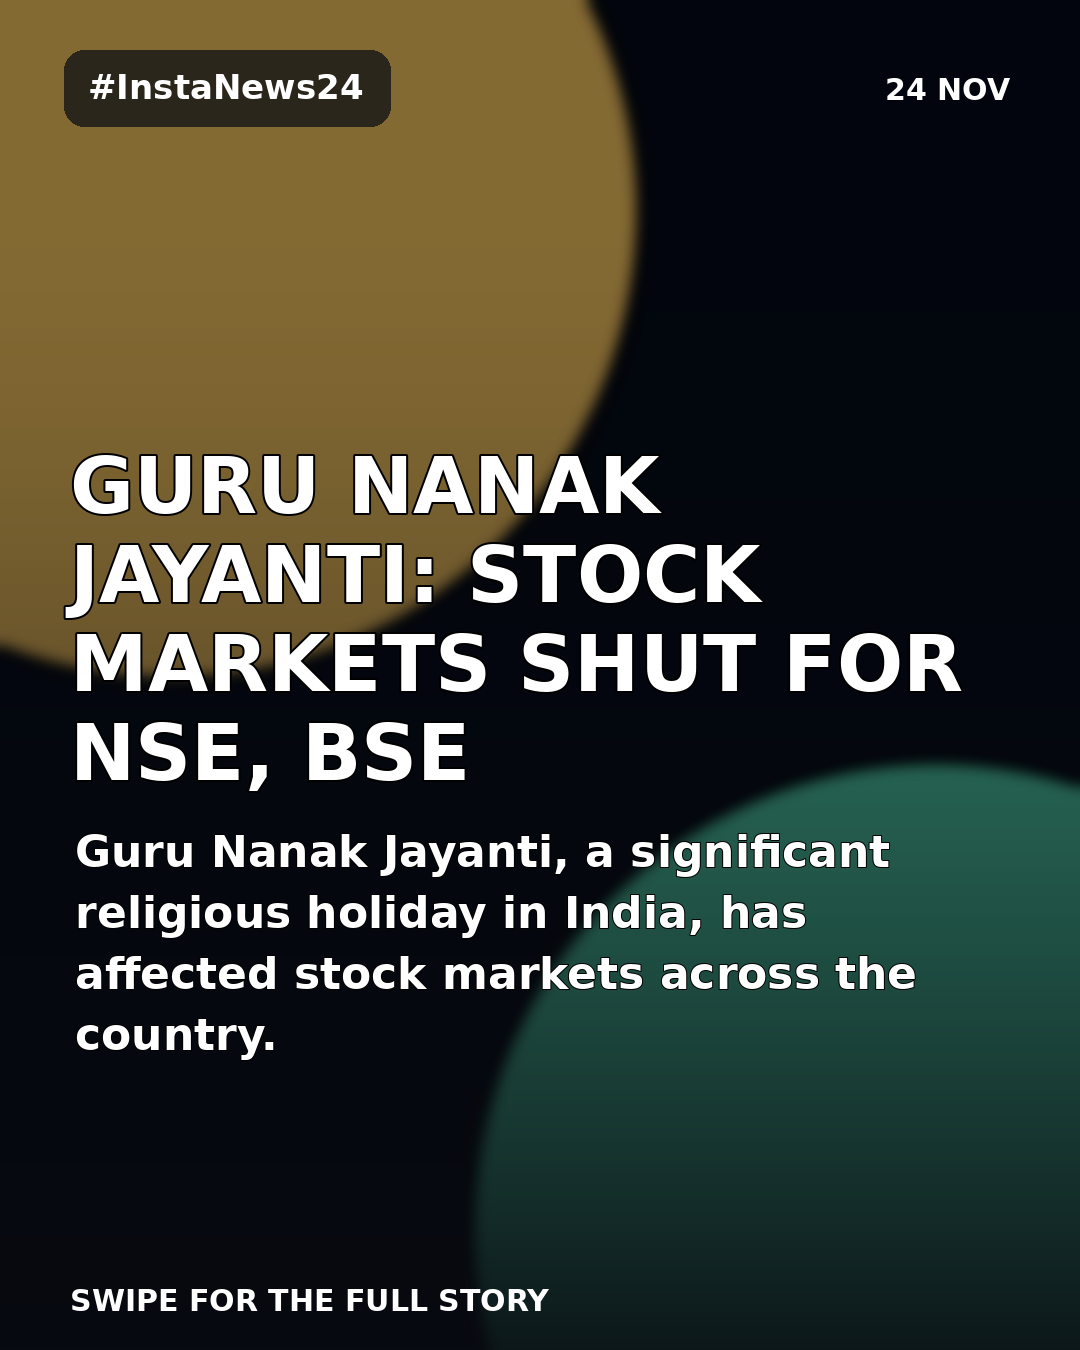 #InstaNews24
24 NOV
GURU NANAK
JAYANTI: STOCK
MARKETS SHUT FOR
NSE, BSE
Guru Nanak Jayanti, a significant
religious holiday in India, has
affected stock markets across the
country.
SWIPE FOR THE FULL STORY